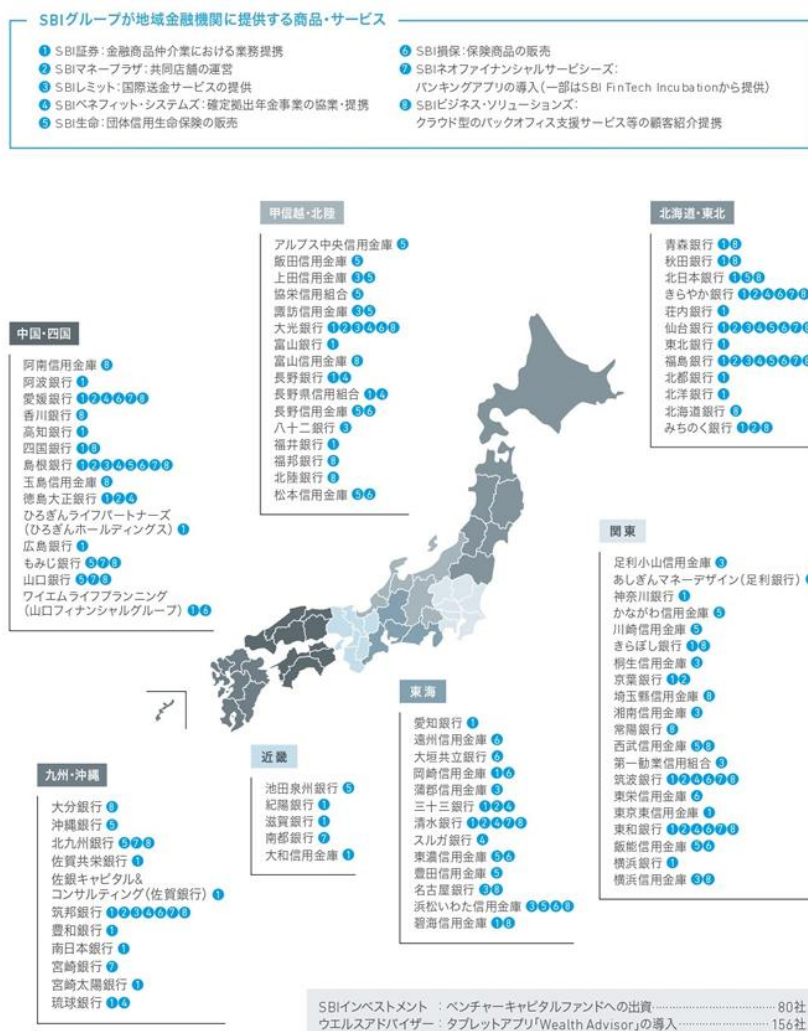 SBIグループが地域金融機関に提供する商品・サービス
❶ SBI証券:金融商品仲介業における業務提携
❷ SBIマネープラザ:共同店舗の運営
❸ SBIレミット:国際送金サービスの提供
❹ SBIベネフィット・システムズ:確定拠出年金事業の協業・提携
❺ SBI生命:団体信用生命保険の販売
❻ SBI損保:保険商品の販売
❼ SBIネオファイナンシャルサービシーズ:
バンキングアプリの導入(一部はSBI FinTech Incubationから提供)
❽ SBIビジネス・ソリューションズ:
クラウド型のバックオフィス支援サービス等の顧客紹介提携
甲信越・北陸
アルプス中央信用金庫 ❺
飯田信用金庫 ❺
上田信用金庫 ❸❺
協栄信用組合 ❺
諏訪信用金庫 ❸❺
大光銀行 ❶❷❸❹❻❽
富山銀行 ❶
富山信用金庫 ❽
長野銀行 ❶❹
長野県信用組合 ❶❹
長野信用金庫 ❺❻
八十二銀行 ❸
福井銀行 ❶
福邦銀行 ❽
北陸銀行 ❽
松本信用金庫 ❺❻
北海道・東北
青森銀行 ❶❽
秋田銀行 ❶❽
北日本銀行 ❶❺❽
きらやか銀行 ❶❷❹❻❼❽
荘内銀行 ❶
仙台銀行 ❶❷❸❹❺❻❼❽
東北銀行 ❶
福島銀行 ❶❷❸❹❺❻❼❽
北都銀行 ❶
北洋銀行 ❶
北海道銀行 ❽
みちのく銀行 ❶❷❽
中国・四国
阿南信用金庫 ❽
阿波銀行 ❶
愛媛銀行 ❶❷❹❻❼❽
香川銀行 ❽
高知銀行 ❶
四国銀行 ❶❽
島根銀行 ❶❷❸❹❺❻❼❽
玉島信用金庫 ❽
徳島大正銀行 ❶❷❹
ひろぎんライフパートナーズ
(ひろぎんホールディングス) ❶
広島銀行 ❶
もみじ銀行 ❺❼❽
山口銀行 ❺❼❽
ワイエムライフプランニング
(山口フィナンシャルグループ) ❶❻
関東
足利小山信用金庫 ❸
あしぎんマネーデザイン(足利銀行)
神奈川銀行 ❶
かながわ信用金庫 ❺
川崎信用金庫 ❺
きらぼし銀行 ❶❽
桐生信用金庫 ❸
京葉銀行 ❶❷
埼玉縣信用金庫 ❽
湘南信用金庫 ❸
常陽銀行 ❽
西武信用金庫 ❺❽
第一勧業信用組合 ❸
筑波銀行 ❶❷❹❻❼❽
東栄信用金庫 ❻
東京東信用金庫 ❶
東和銀行 ❶❷❹❻❼❽
飯能信用金庫 ❺❻
横浜銀行 ❶
横浜信用金庫 ❸❽
東海
愛知銀行 ❶
遠州信用金庫 ❻
大垣共立銀行 ❻
岡崎信用金庫 ❶❻
蒲郡信用金庫 ❸
三十三銀行 ❶❷❹
清水銀行 ❶❷❹❼❽
スルガ銀行 ❹
東濃信用金庫 ❺❻
豊田信用金庫 ❺
名古屋銀行 ❸❽
浜松いわた信用金庫 ❸❺❻❽
碧海信用金庫 ❶❽
近畿
池田泉州銀行 ❺
紀陽銀行 ❶
滋賀銀行 ❶
南都銀行 ❼
大和信用金庫 ❶
九州・沖縄
大分銀行 ❽
沖縄銀行 ❺
北九州銀行 ❺❼❽
佐賀共栄銀行 ❶
佐銀キャピタル&
コンサルティング(佐賀銀行) ❶
筑邦銀行 ❶❷❸❹❻❼❽
豊和銀行 ❶
南日本銀行 ❶
宮崎銀行 ❼
宮崎太陽銀行 ❶
琉球銀行 ❶❹
SBIインベストメント :ベンチャーキャピタルファンドへの出資 80社
ウエルスアドバイザー :タブレットアプリ「Wealth Advisor」の導入 156社